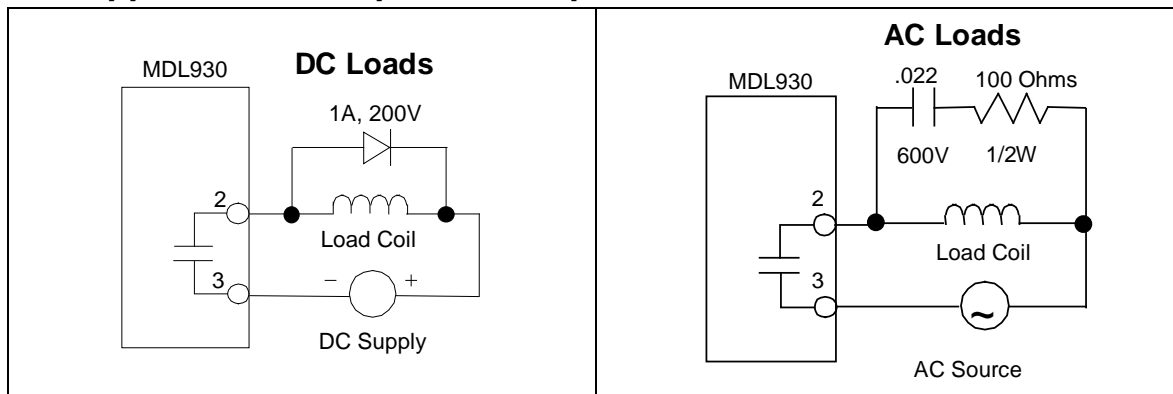 DC Loads
MDL930
1A, 200V
2
Load Coil
3
− +
DC Supply
AC Loads
MDL930
.022 100 Ohms
600V 1/2W
2
Load Coil
3
~
AC Source